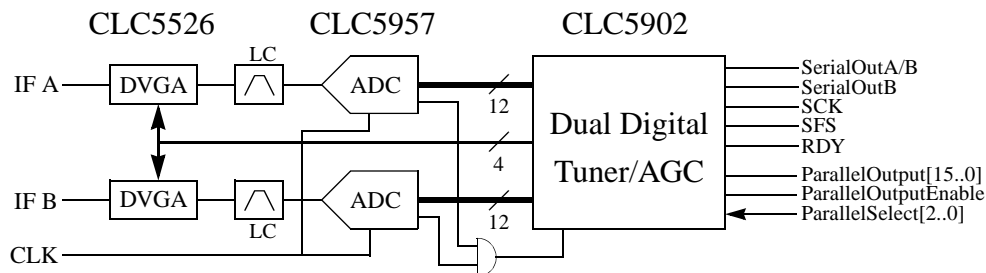 CLC5526 CLC5957 CLC5902
IF A
DVGA
LC
ADC
12
4
Dual Digital
Tuner/AGC
SerialOutA/B
SerialOutB
SCK
SFS
RDY
ParallelOutput[15..0]
ParallelOutputEnable
ParallelSelect[2..0]
IF B
DVGA
LC
ADC
12
CLK